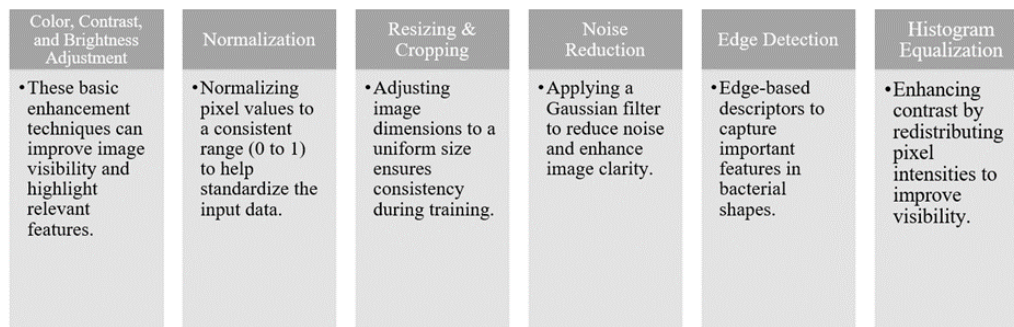 Color, Contrast,
and Brightness
Adjustment
•These basic
enhancement
techniques can
improve image
visibility and
highlight
relevant
features.
Normalization
•Normalizing
pixel values to
a consistent
range (0 to 1)
to help
standardize the
input data.
Resizing &
Cropping
•Adjusting
image
dimensions to a
uniform size
ensures
consistency
during training.
Noise
Reduction
•Applying a
Gaussian filter
to reduce noise
and enhance
image clarity.
Edge Detection
•Edge-based
descriptors to
capture
important
features in
bacterial
shapes.
Histogram
Equalization
•Enhancing
contrast by
redistributing
pixel
intensities to
improve
visibility.